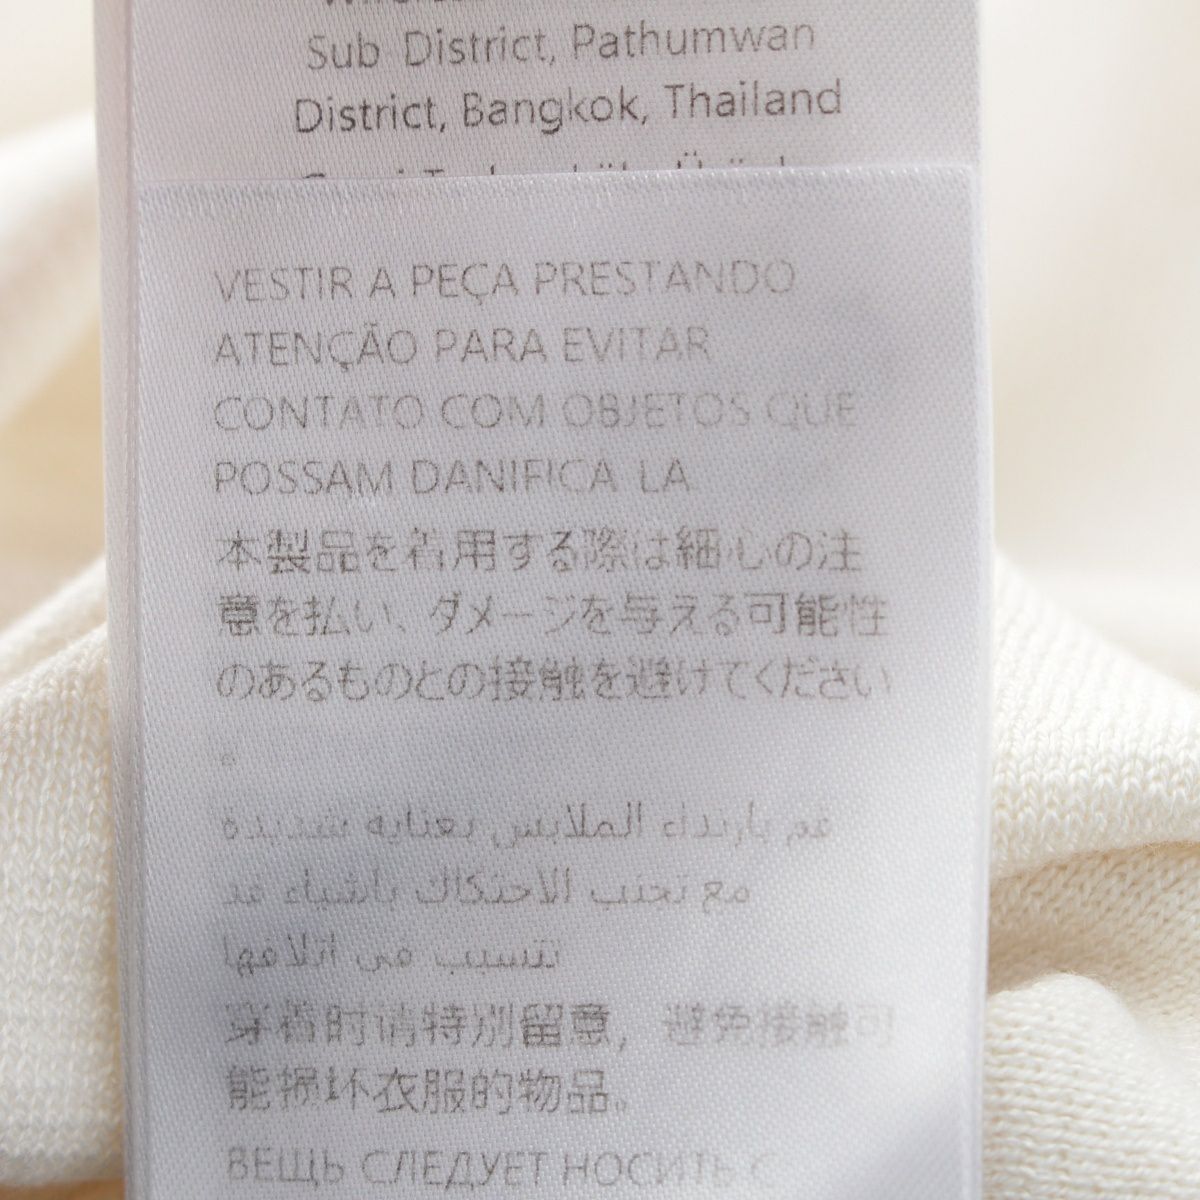 Sub District, Pathumwan
District, Bangkok, Thailand
VESTIR A PEÇA PRESTANDO
ATENÇÃO PARA EVITAR
CONTATO COM OBJETOS QUE
POSSAM DANIFICA LA
本製品を着用する際は細心の注
意を払い、ダメージを与える可能性
のあるものとの接触を避けてください
。
قم بارتداء الملابس بعنايه شديدة
مع تجنب الاحتكاك بأشياء قد
تتسبب في اتلافها
穿着时请特别留意，避免接触可
能损坏衣服的物品。
ВЕЩЬ СЛЕДУЕТ НОСИТЬ С